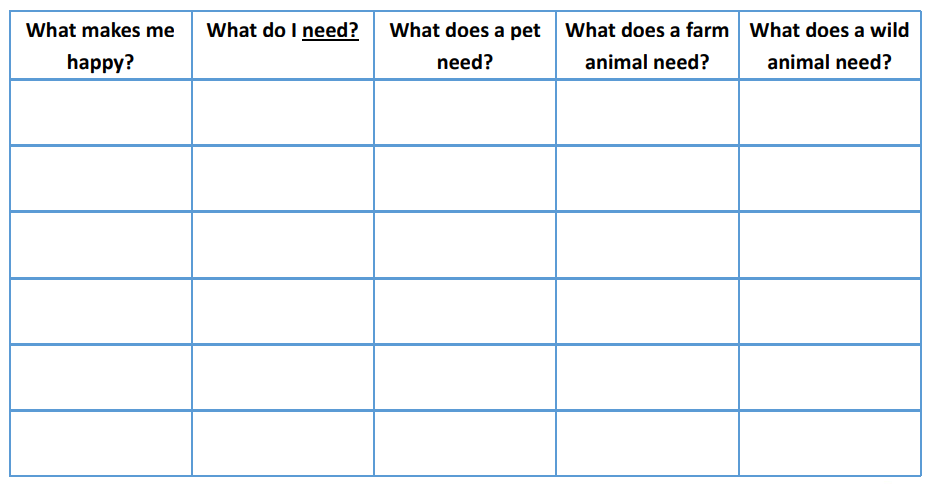 What makes me
happy?
What do I need?
What does a pet
need?
What does a farm
animal need?
What does a wild
animal need?